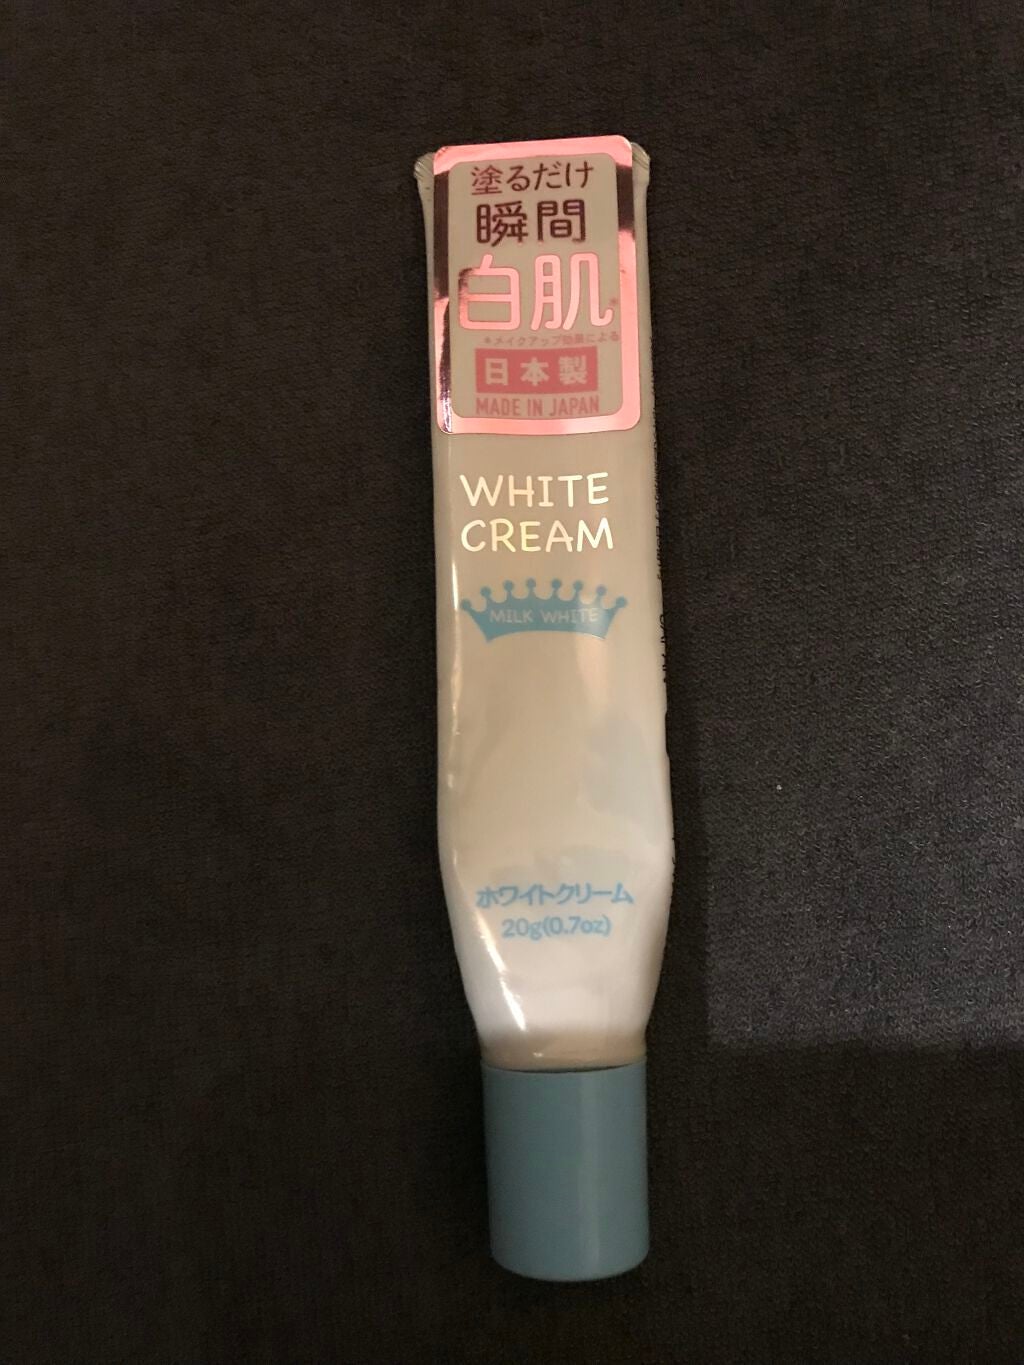 塗るだけ
瞬間
白肌*
*メイクアップ効果による
日本製
MADE IN JAPAN
WHITE
CREAM
MILK WHITE
ホワイトクリーム
20g(0.7oz)